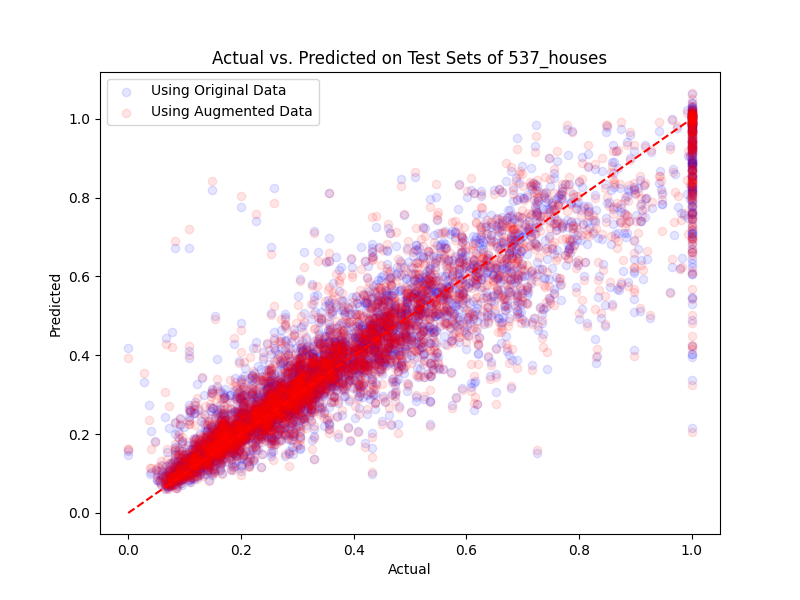 Actual vs. Predicted on Test Sets of 537_houses
Using Original Data
Using Augmented Data
Predicted
1.0
0.8
0.6
0.4
0.2
0.0
0.0 0.2 0.4 0.6 0.8 1.0
Actual